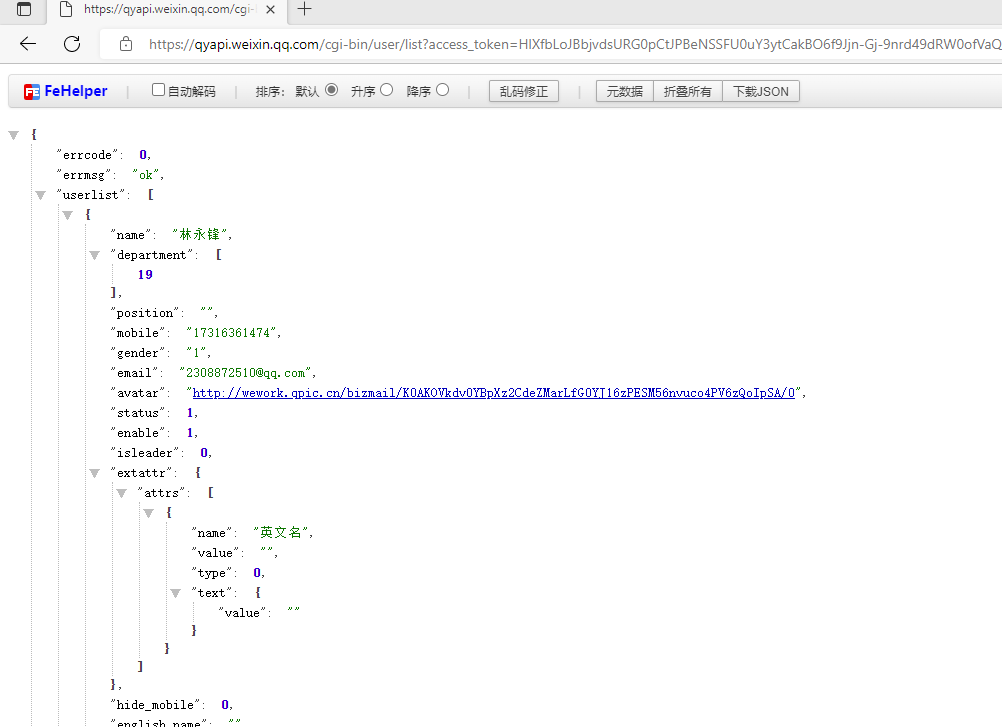 https://qyapi.weixin.qq.com/cgi-
https://qyapi.weixin.qq.com/cgi-bin/user/list?access_token=HIXfbLoJBbjvdsURG0pCtJPBeNSSFU0uY3ytCakBO6f9Jjn-Gj-9nrd49dRW0ofVaQ
FeHelper | 自动解码 | 排序: 默认 升序 降序 | 乱码修正 | 元数据 折叠所有 下载JSON
{
"errcode": 0,
"errmsg": "ok",
"userlist": [
{
"name": "林永锋",
"department": [
19
],
"position": "",
"mobile": "17316361474",
"gender": "1",
"email": "2308872510@qq.com",
"avatar": "http://wework.qpic.cn/bizmail/K0AKOVkdv0YBpXz2CdeZMarLfG0YJ16zPESM56nvuco4PV6zQoIpSA/0",
"status": 1,
"enable": 1,
"isleader": 0,
"extattr": {
"attrs": [
{
"name": "英文名",
"value": "",
"type": 0,
"text": {
"value": ""
}
}
]
},
"hide_mobile": 0,
"english_name": ""